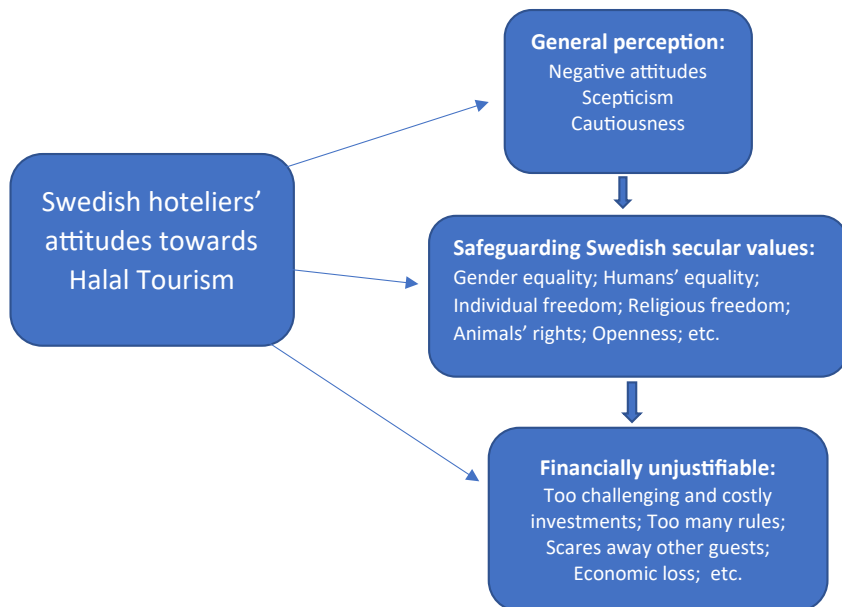 General perception:
Negative attitudes
Scepticism
Cautiousness
Swedish hoteliers’
attitudes towards
Halal Tourism
Safeguarding Swedish secular values:
Gender equality; Humans’ equality;
Individual freedom; Religious freedom;
Animals’ rights; Openness; etc.
Financially unjustifiable:
Too challenging and costly
investments; Too many rules;
Scares away other guests;
Economic loss;  etc.